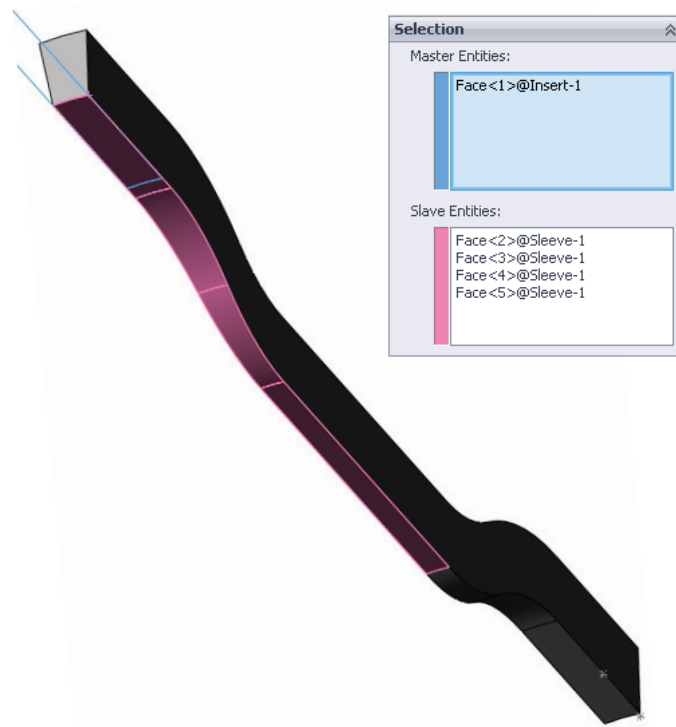 Selection
Master Entities:
Face<1>@Insert-1
Slave Entities:
Face<2>@Sleeve-1
Face<3>@Sleeve-1
Face<4>@Sleeve-1
Face<5>@Sleeve-1